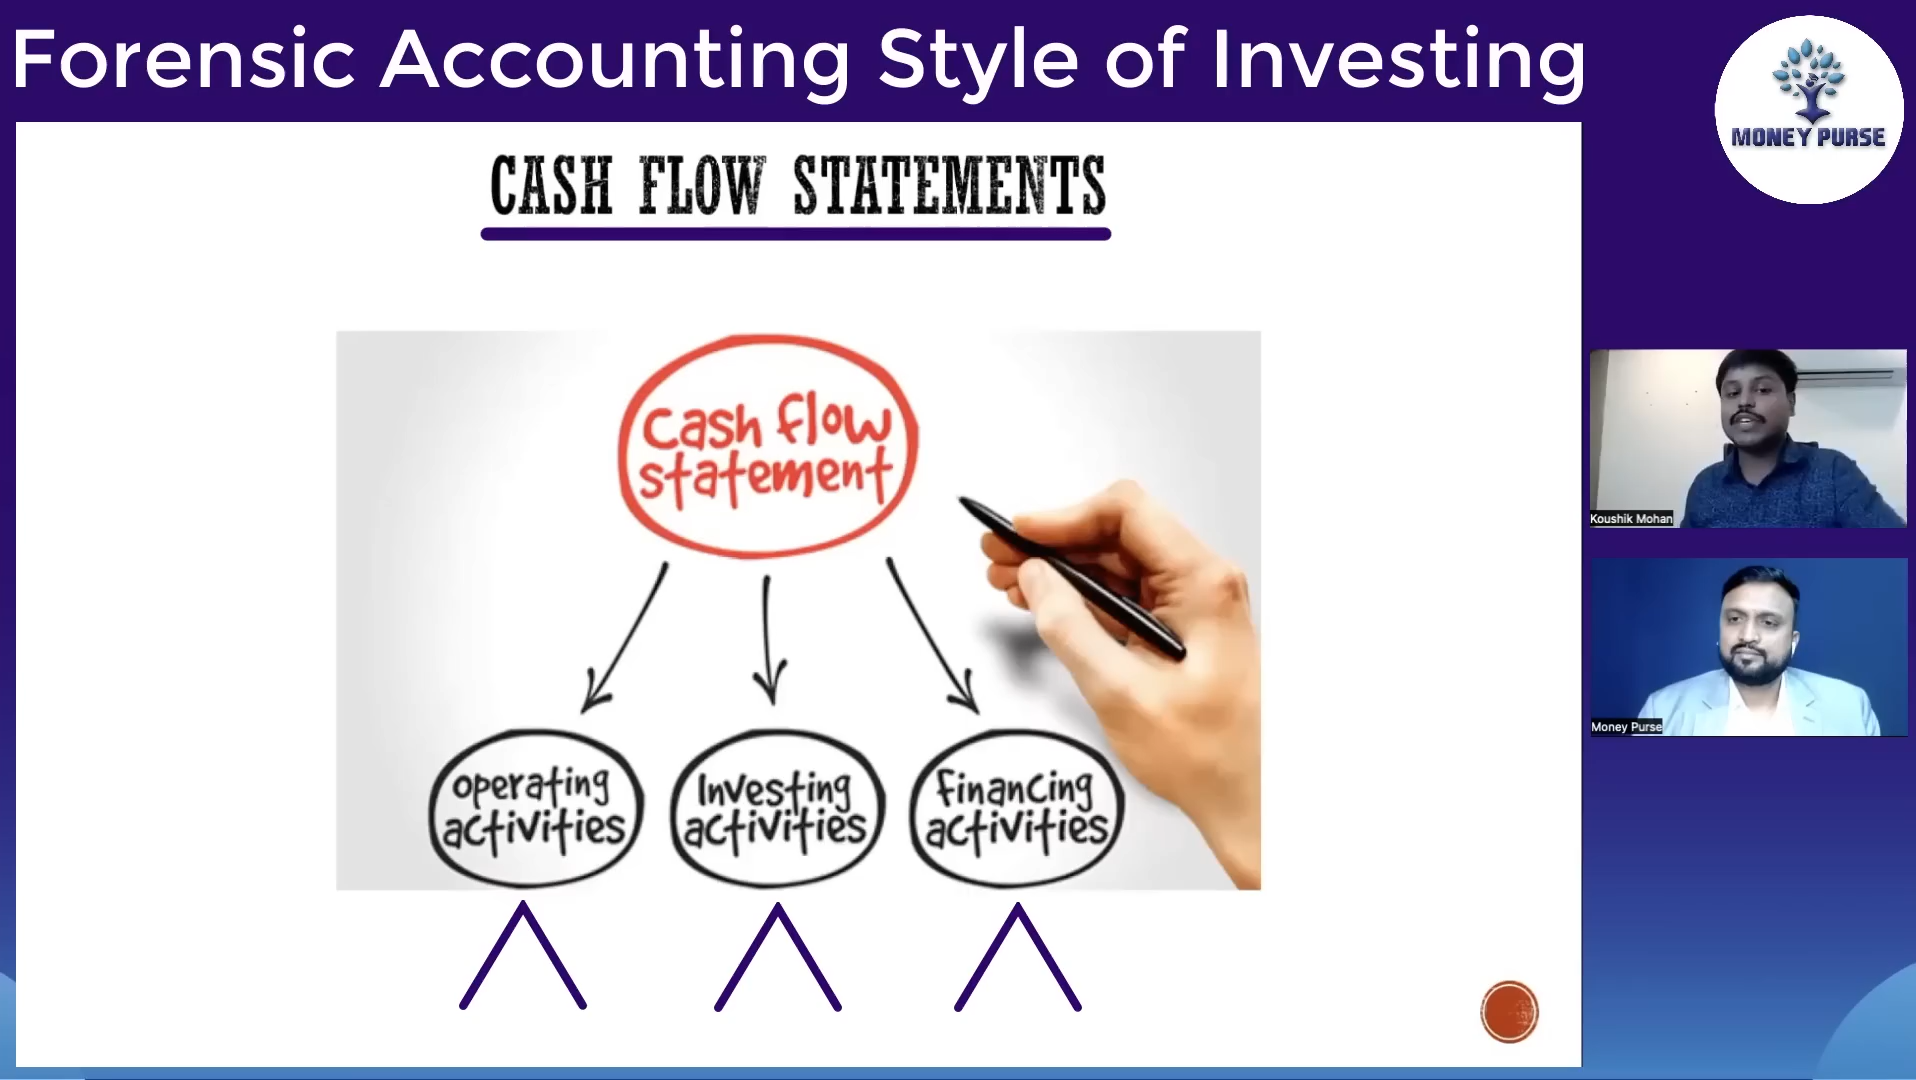 Forensic Accounting Style of Investing
MONEY PURSE
CASH FLOW STATEMENTS
Cash flow
statement
operating
activities
Investing
activities
Financing
activities
Koushik Mohan
Money Purse